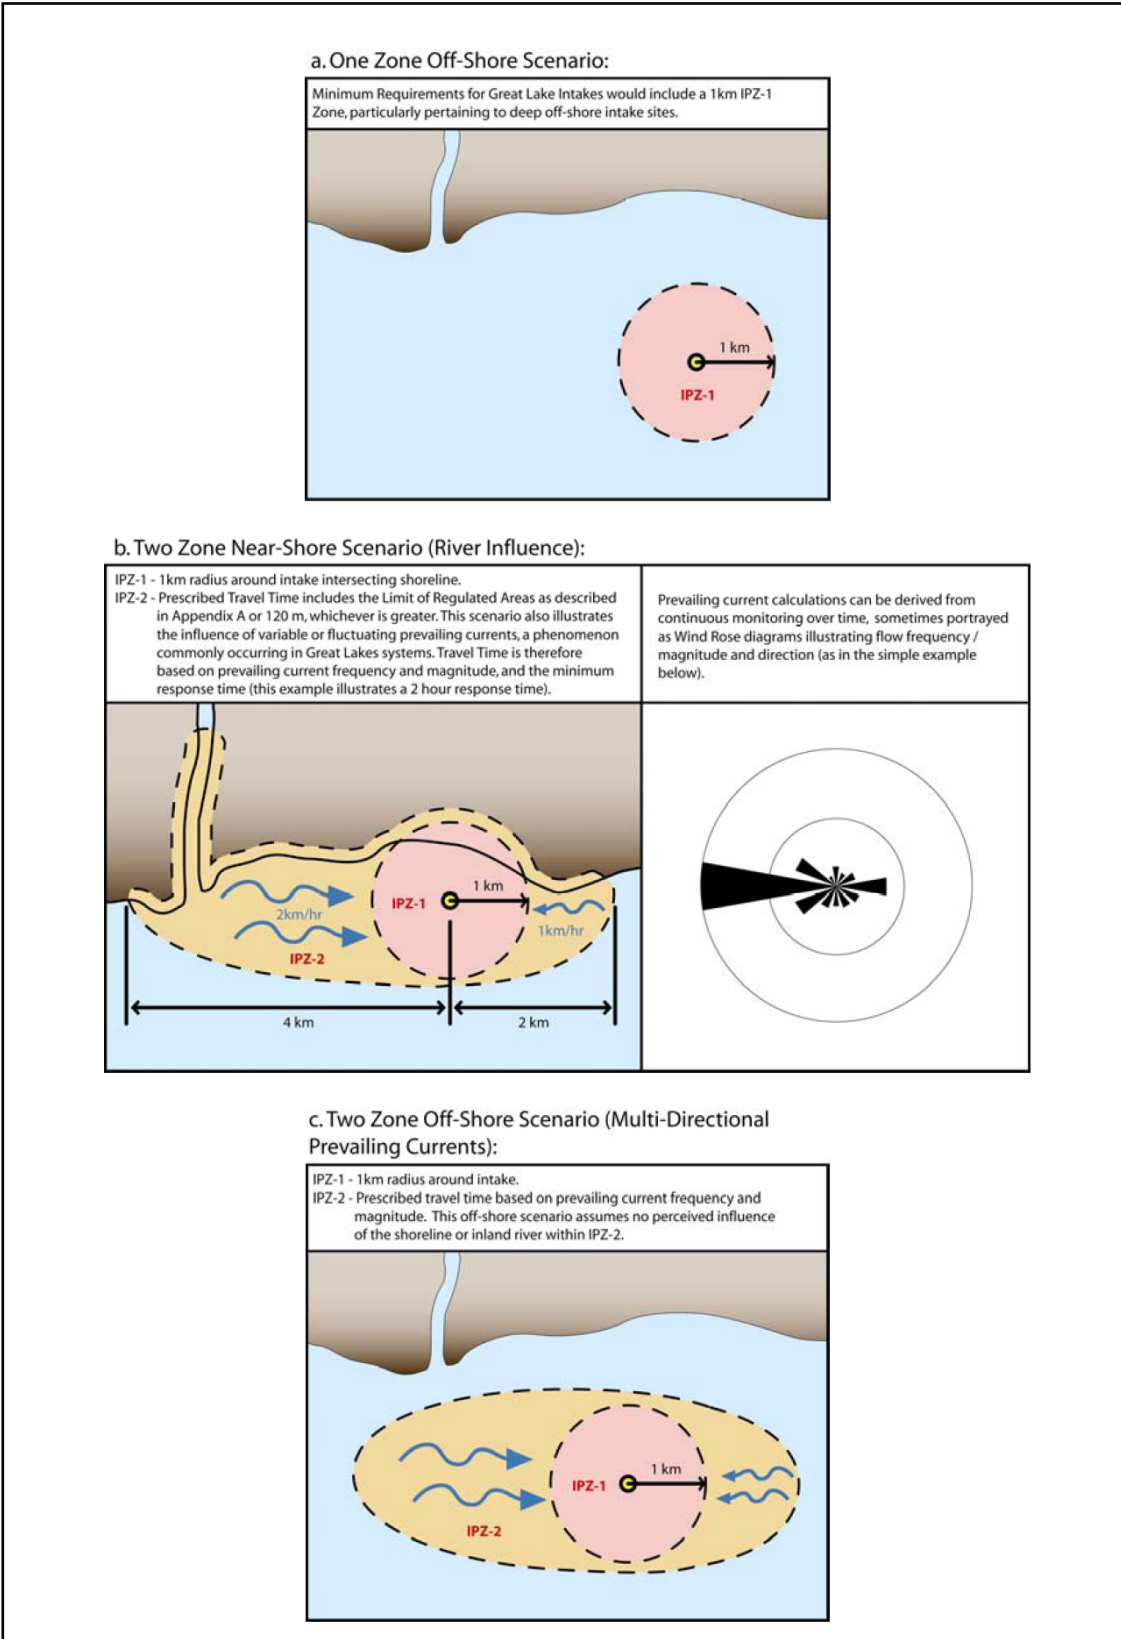 a. One Zone Off-Shore Scenario:
Minimum Requirements for Great Lake Intakes would include a 1km IPZ-1
Zone, particularly pertaining to deep off-shore intake sites.
1 km
IPZ-1
b. Two Zone Near-Shore Scenario (River Influence):
IPZ-1 - 1km radius around intake intersecting shoreline.
IPZ-2 - Prescribed Travel Time includes the Limit of Regulated Areas as described
in Appendix A or 120 m, whichever is greater. This scenario also illustrates
the influence of variable or fluctuating prevailing currents, a phenomenon
commonly occurring in Great Lakes systems. Travel Time is therefore
based on prevailing current frequency and magnitude, and the minimum
response time (this example illustrates a 2 hour response time).
Prevailing current calculations can be derived from
continuous monitoring over time, sometimes portrayed
as Wind Rose diagrams illustrating flow frequency /
magnitude and direction (as in the simple example
below).
1 km
IPZ-1
2km/hr
1km/hr
IPZ-2
4 km
2 km
c. Two Zone Off-Shore Scenario (Multi-Directional
Prevailing Currents):
IPZ-1 - 1km radius around intake.
IPZ-2 - Prescribed travel time based on prevailing current frequency and
magnitude. This off-shore scenario assumes no perceived influence
of the shoreline or inland river within IPZ-2.
1 km
IPZ-1
IPZ-2